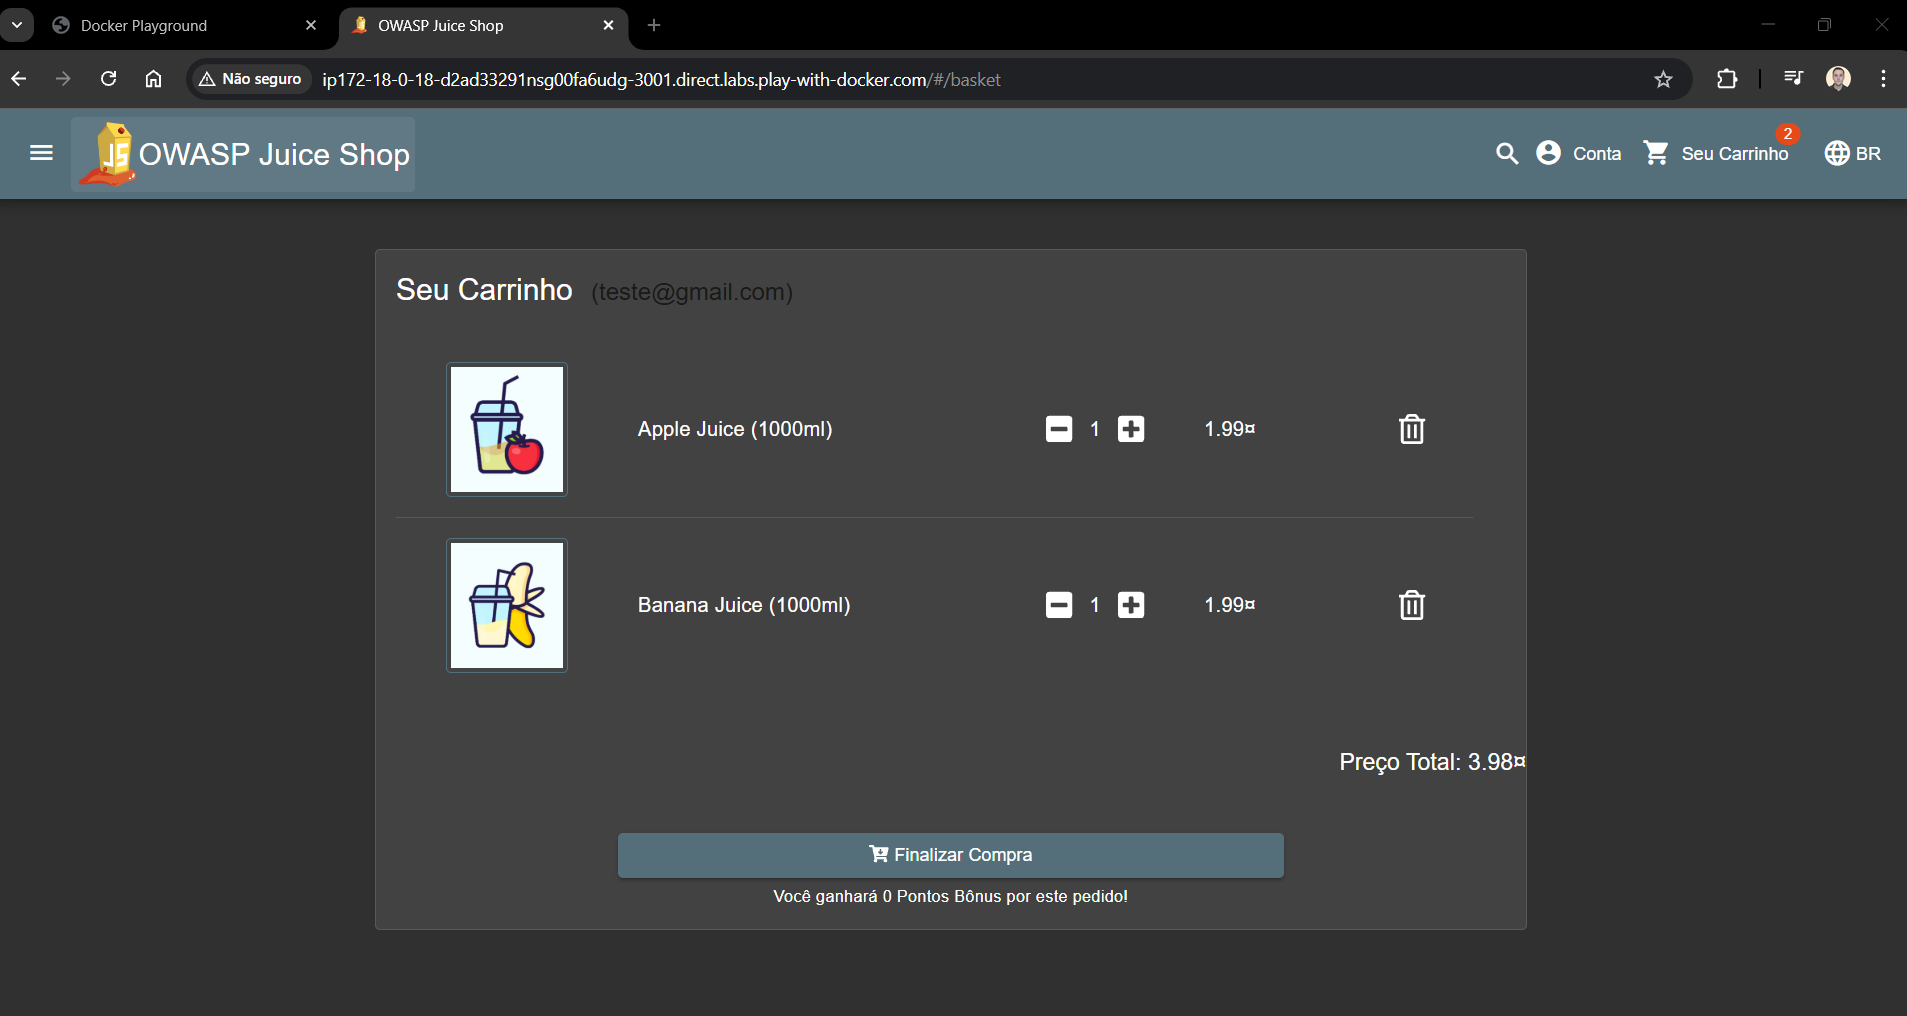 Docker Playground
OWASP Juice Shop
Não seguro
ip172-18-0-18-d2ad33291nsg00fa6udg-3001.direct.labs.play-with-docker.com/#/basket
JS
OWASP Juice Shop
Conta
Seu Carrinho
2
BR
Seu Carrinho (teste@gmail.com)
Apple Juice (1000ml) 1 1.99¤
Banana Juice (1000ml) 1 1.99¤
Preço Total: 3.98¤
Finalizar Compra
Você ganhará 0 Pontos Bônus por este pedido!